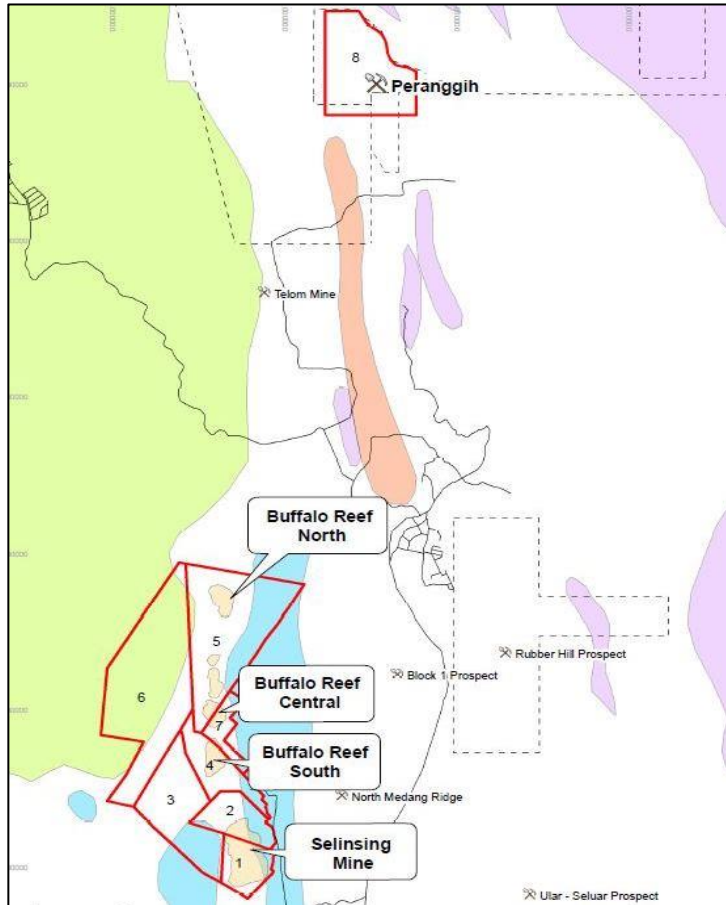 8
Peranggih
Telom Mine
Buffalo Reef
North
5
Rubber Hill Prospect
Block 1 Prospect
6
Buffalo Reef
Central
7
Buffalo Reef
South
4
North Medang Ridge
3
2
Selinsing
Mine
1
Ular - Seluar Prospect